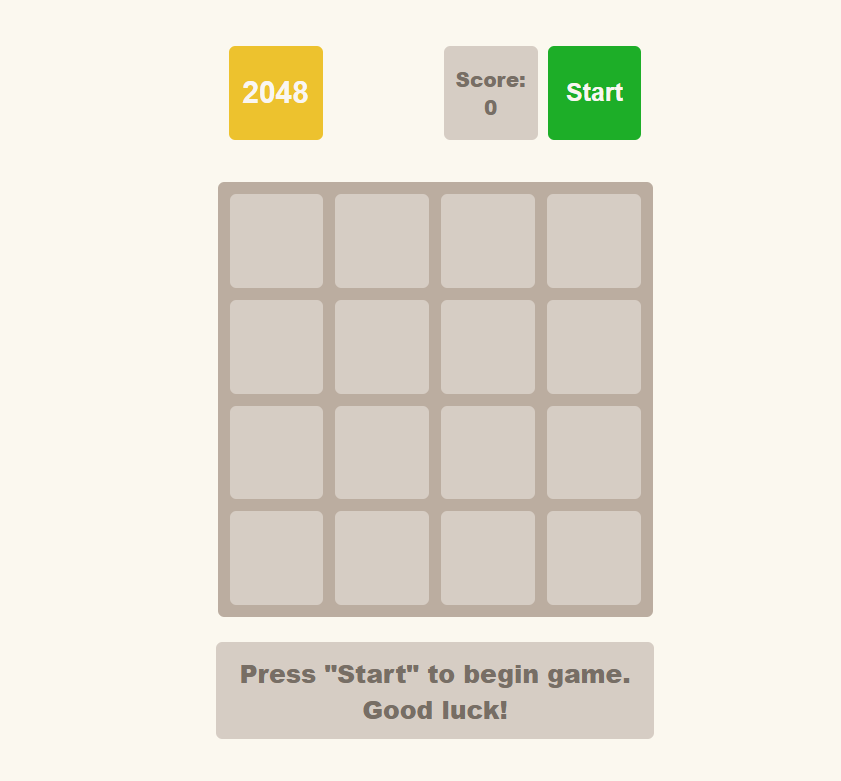 2048
Score:
0
Start
Press "Start" to begin game.
Good luck!